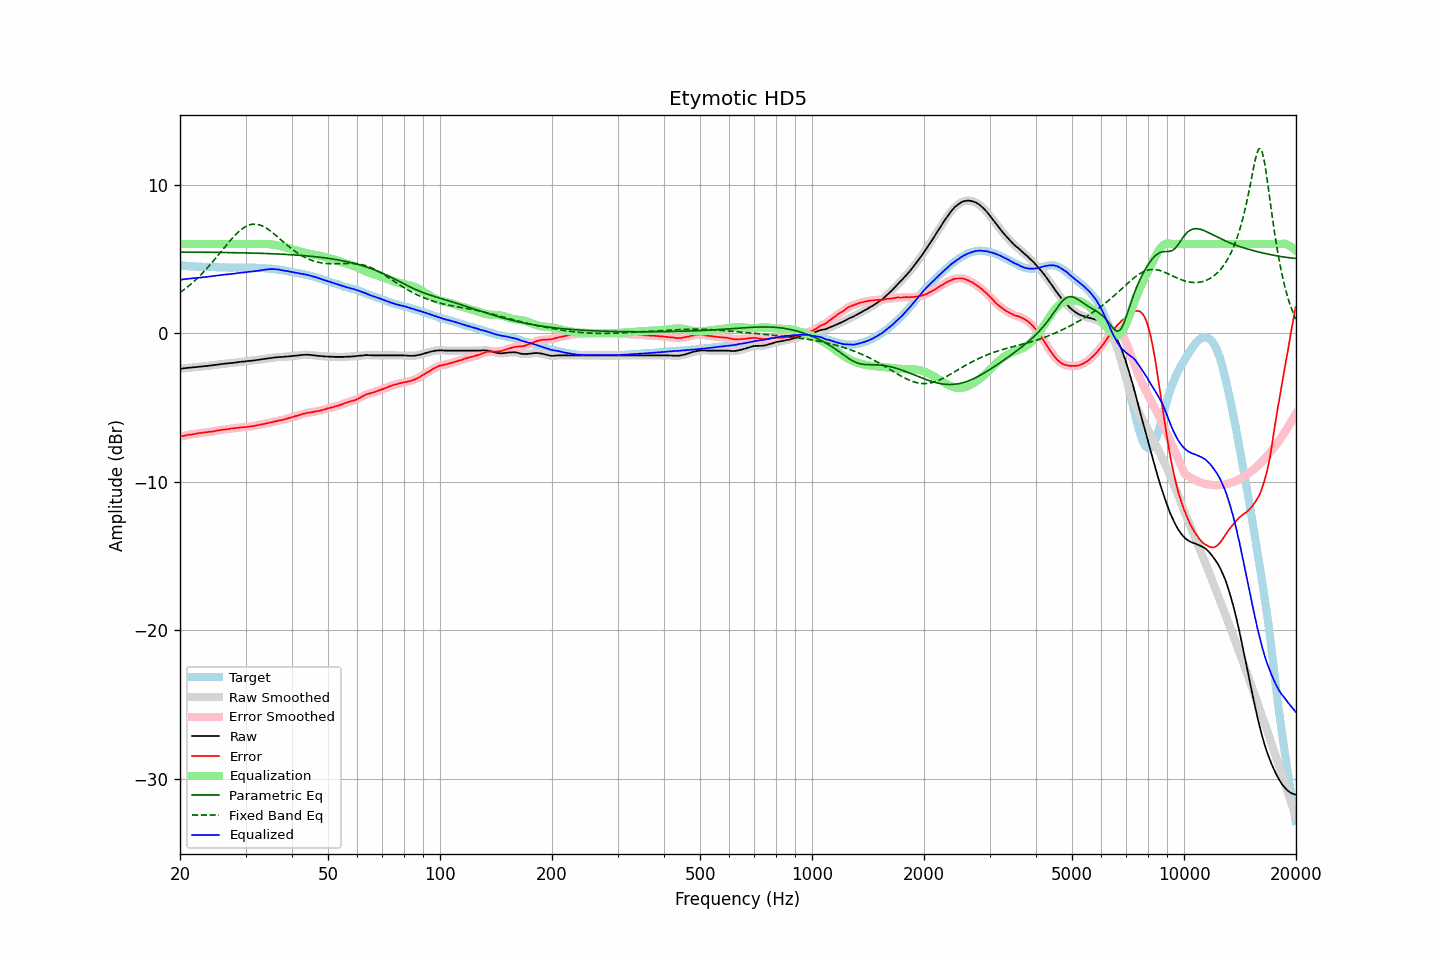 Etymotic HD5
Amplitude (dBr)
10
0
−10
−20
−30
Target
Raw Smoothed
Error Smoothed
Raw
Error
Equalization
Parametric Eq
Fixed Band Eq
Equalized
20 50 100 200 500 1000 2000 5000 10000 20000
Frequency (Hz)